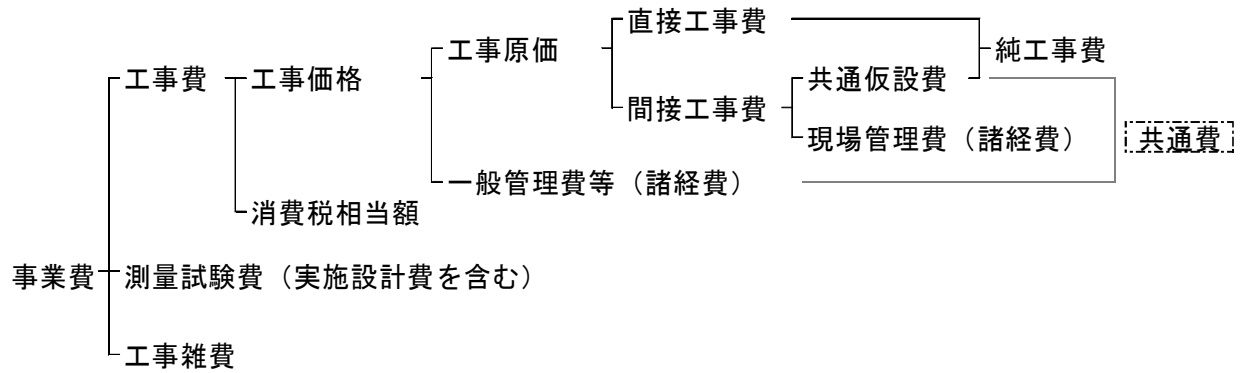 直接工事費
工事原価
純工事費
工事費
工事価格
共通仮設費
間接工事費
現場管理費（諸経費）
共通費
一般管理費等（諸経費）
消費税相当額
事業費
測量試験費（実施設計費を含む）
工事雑費